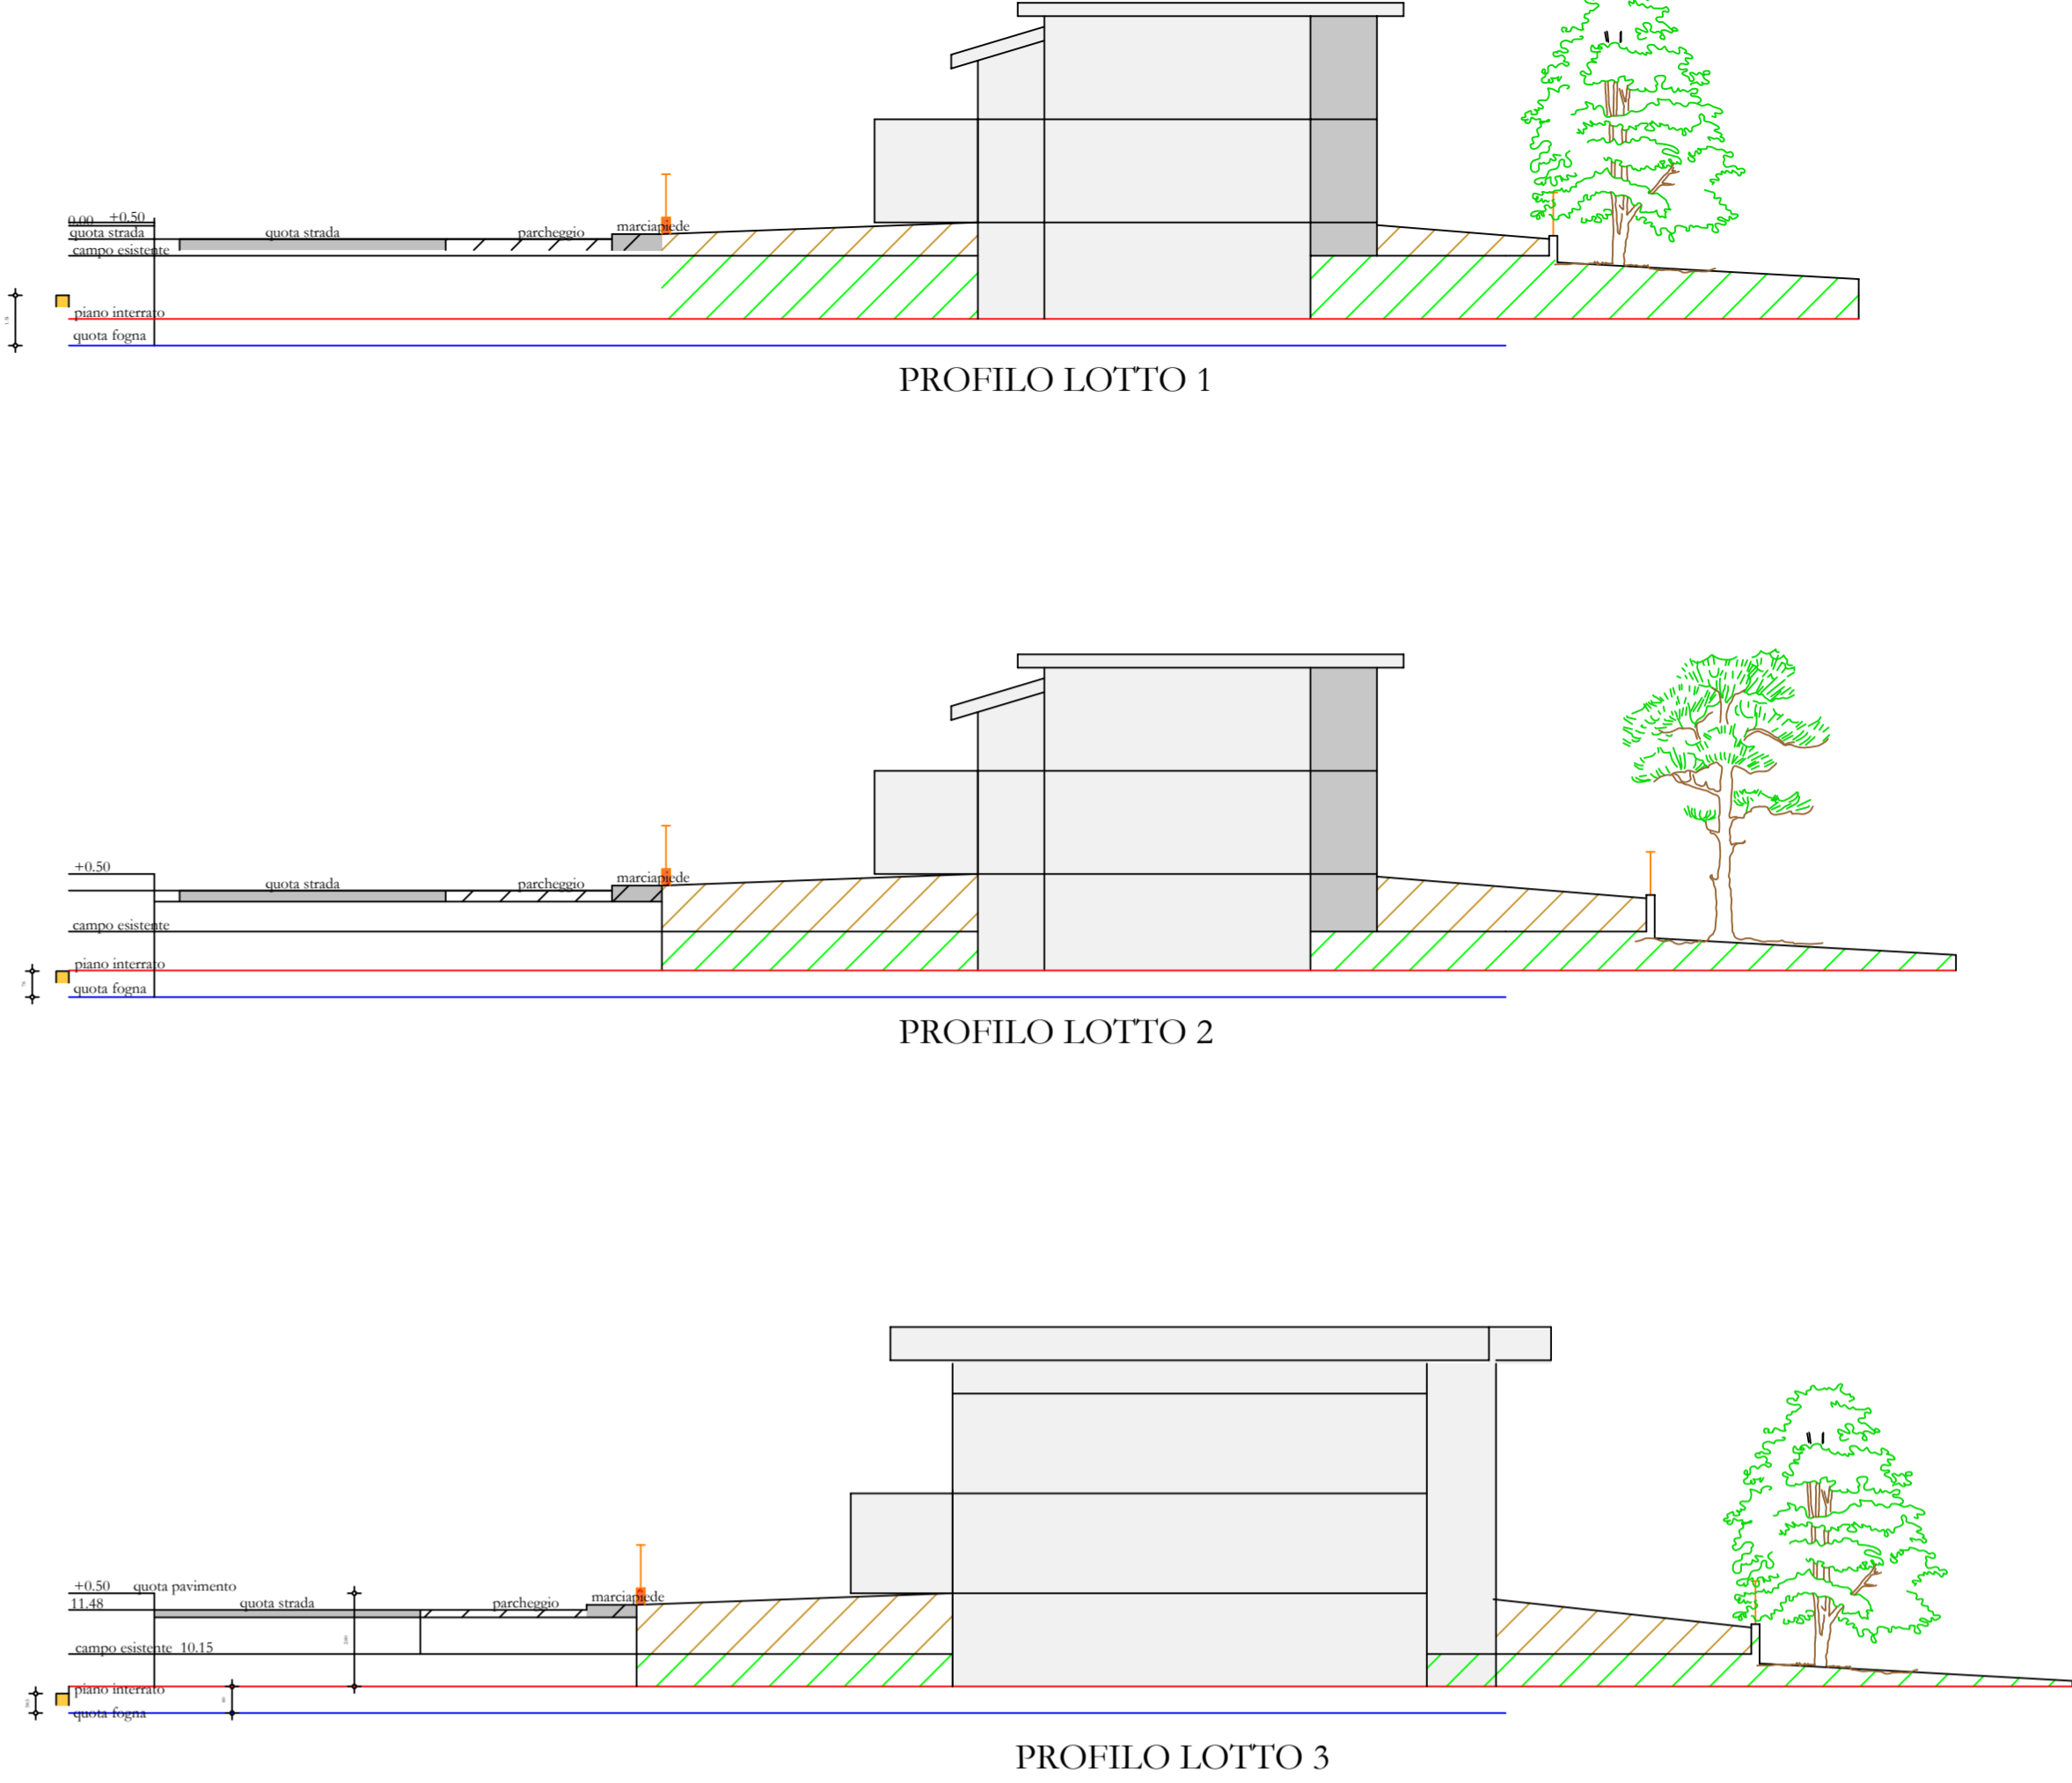 0.00 +0.50
quota strada quota strada parcheggio marciapiede
campo esistente
piano interrato
quota fogna
PROFILO LOTTO 1
+0.50
quota strada parcheggio marciapiede
campo esistente
piano interrato
quota fogna
PROFILO LOTTO 2
+0.50 quota pavimento
11.48 quota strada parcheggio marciapiede
campo esistente 10.15
piano interrato
quota fogna
PROFILO LOTTO 3